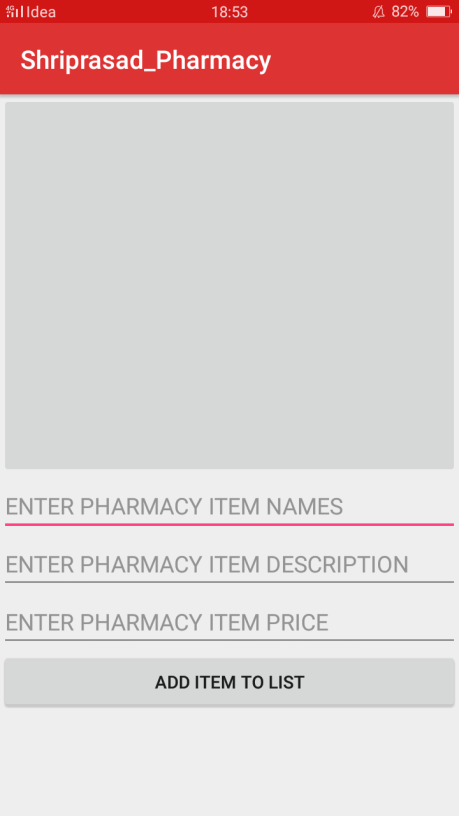 4G Idea 18:53 82%
Shriprasad_Pharmacy
ENTER PHARMACY ITEM NAMES
ENTER PHARMACY ITEM DESCRIPTION
ENTER PHARMACY ITEM PRICE
ADD ITEM TO LIST